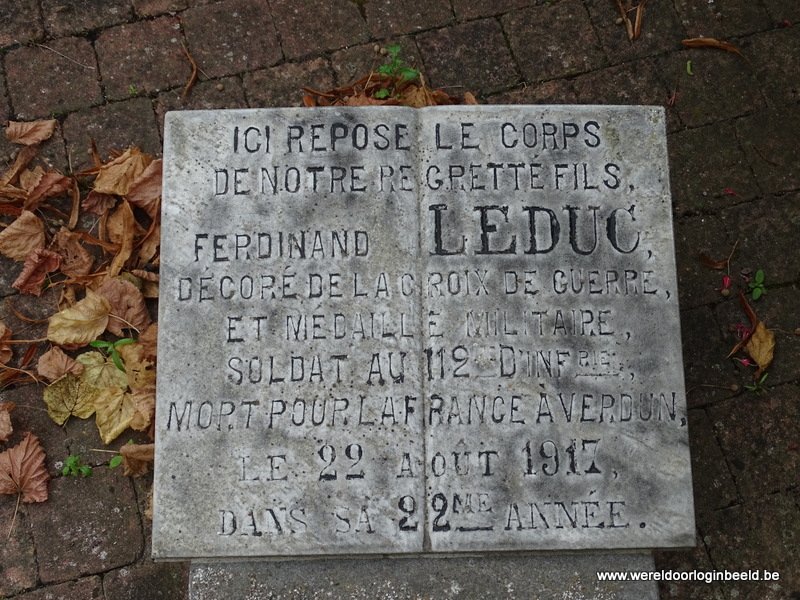 ICI REPOSE LE CORPS
DE NOTRE REGRETTÉ FILS,
FERDINAND LEDUC,
DÉCORÉ DE LA CROIX DE GUERRE,
ET MÉDAILLE MILITAIRE,
SOLDAT AU 112ME D'INFRIE,
MORT POUR LA FRANCE À VERDUN,
LE 22 AOUT 1917,
DANS SA 22ME ANNÉE.
www.wereldoorloginbeeld.be